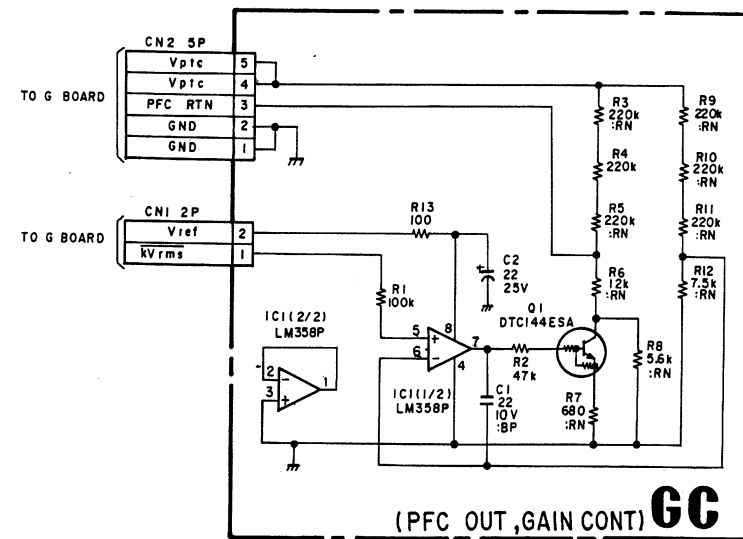 CN2 5P
Vptc 5
Vptc 4
PFC RTN 3
GND 2
GND 1
TO G BOARD
CN1 2P
Vref 2
kVrms 1
TO G BOARD
R3
220k
:RN
R4
220k
R5
220k
:RN
R9
220k
:RN
R10
220k
:RN
R11
220k
:RN
R13
100
R1
100k
C2
22
25V
+
R6
12k
:RN
R12
7.5k
:RN
Q1
DTC144ESA
IC1(2/2)
LM358P
2
3
1
-
+
5
6
8
7
4
+
-
IC1(1/2)
LM358P
R2
47k
C1
22
10V
:BP
R7
680
:RN
R8
5.6k
:RN
(PFC OUT,GAIN CONT) GC